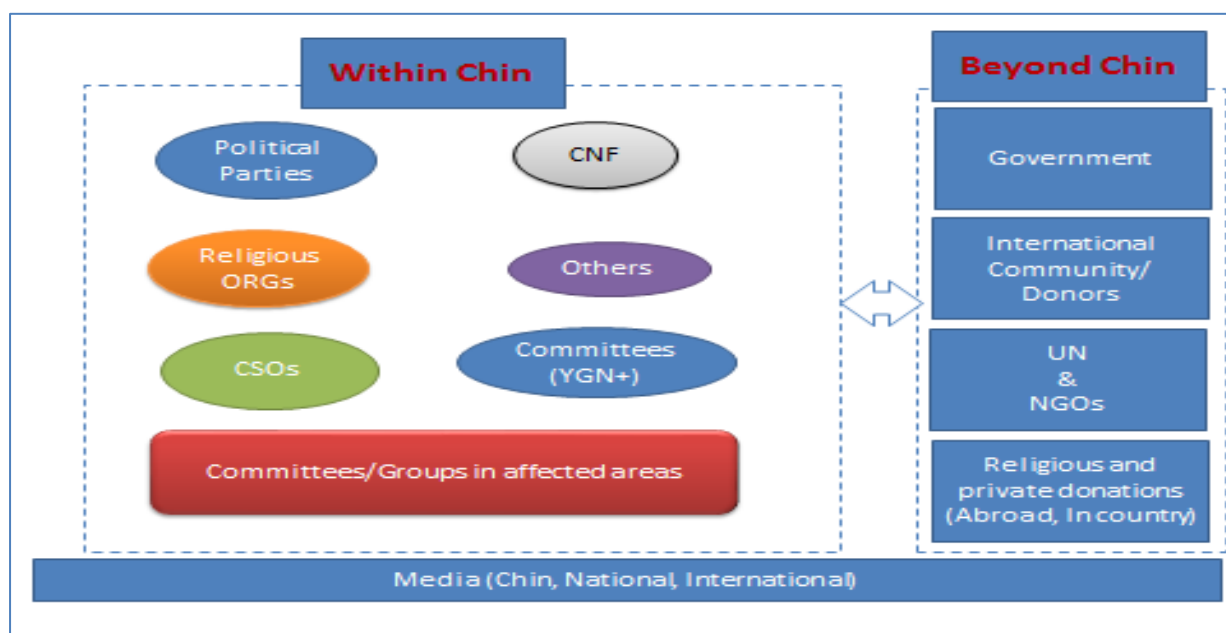 Within Chin
Political
Parties
CNF
Religious
ORGs
Others
CSOs
Committees
(YGN+)
Committees/Groups in affected areas
Beyond Chin
Government
International
Community/
Donors
UN
&
NGOs
Religious and
private donations
(Abroad, In country)
Media (Chin, National, International)